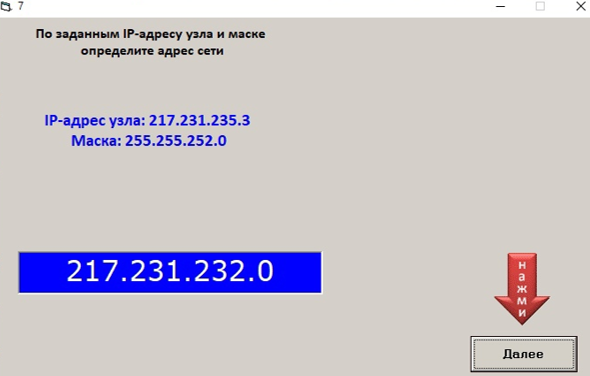 7
По заданным IP-адресу узла и маске
определите адрес сети
IP-адрес узла: 217.231.235.3
Маска: 255.255.252.0
217.231.232.0
нажми
Далее